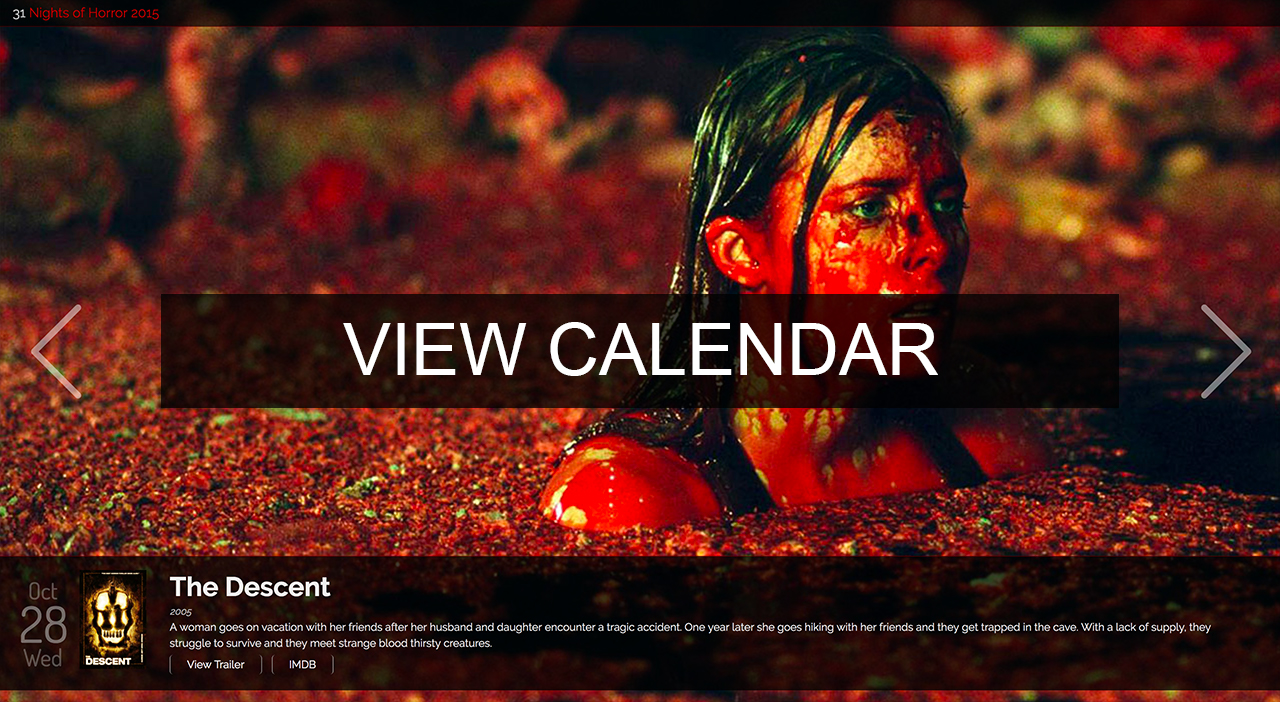 31 Nights of Horror 2015
VIEW CALENDAR
Oct
28
Wed
THE DESCENT
The Descent
2005
A woman goes on vacation with her friends after her husband and daughter encounter a tragic accident. One year later she goes hiking with her friends and they get trapped in the cave. With a lack of supply, they
struggle to survive and they meet strange blood thirsty creatures.
View Trailer
IMDB